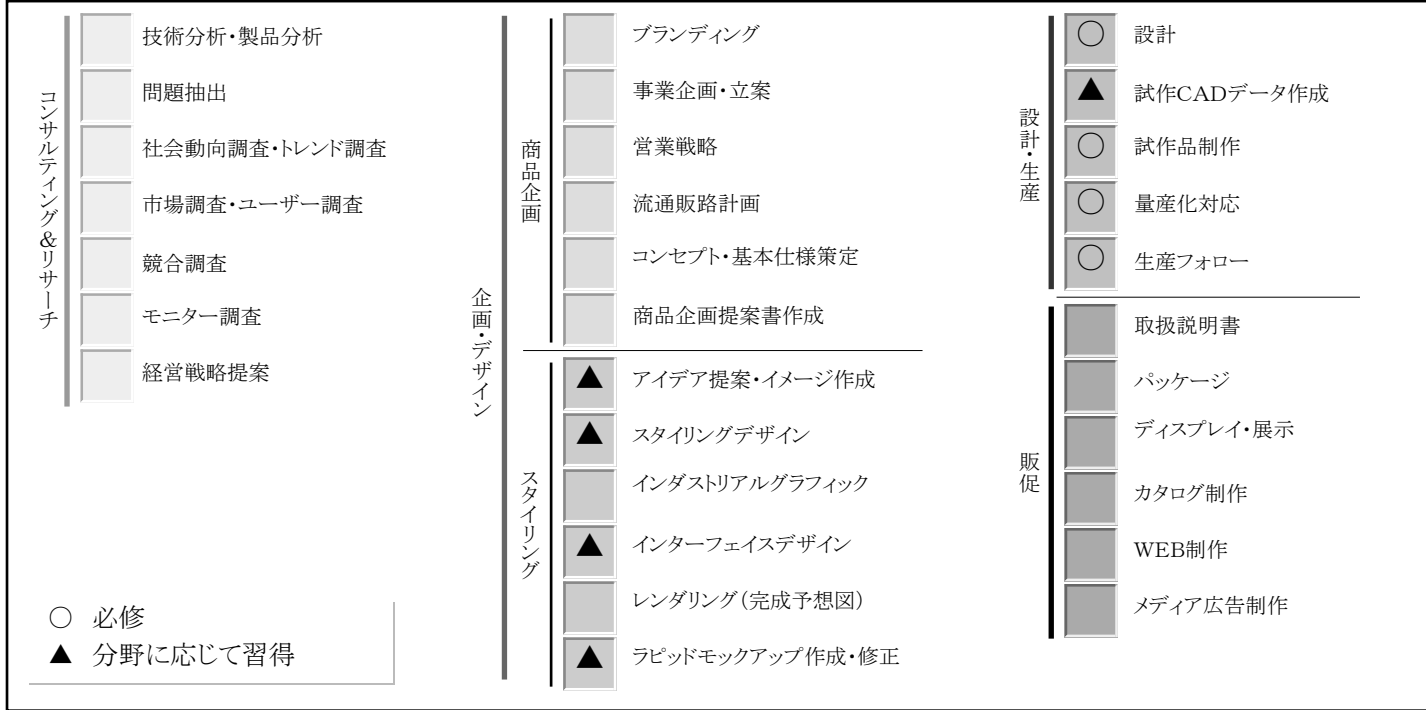 コンサルティング&リサーチ
技術分析・製品分析
問題抽出
社会動向調査・トレンド調査
市場調査・ユーザー調査
競合調査
モニター調査
経営戦略提案
企画・デザイン
商品企画
ブランディング
事業企画・立案
営業戦略
流通販路計画
コンセプト・基本仕様策定
商品企画提案書作成
スタイリング
▲ アイデア提案・イメージ作成
▲ スタイリングデザイン
インダストリアルグラフィック
▲ インターフェイスデザイン
レンダリング(完成予想図)
▲ ラピッドモックアップ作成・修正
設計・生産
○ 設計
▲ 試作CADデータ作成
○ 試作品制作
○ 量産化対応
○ 生産フォロー
販促
取扱説明書
パッケージ
ディスプレイ・展示
カタログ制作
WEB制作
メディア広告制作
○ 必修
▲ 分野に応じて習得